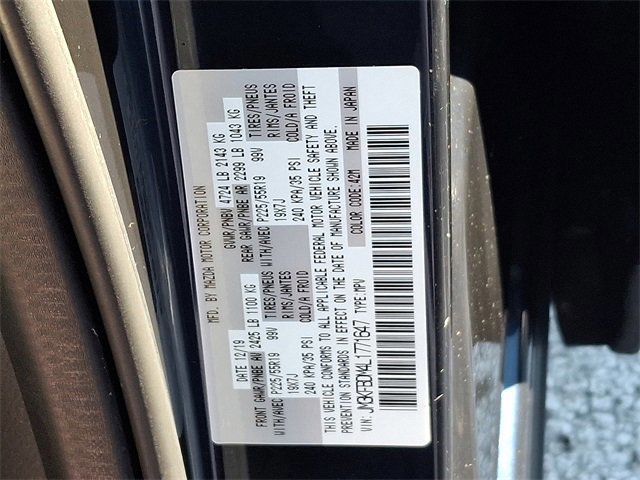 MFD. BY MAZDA MOTOR CORPORATION
DATE 12/19 GVWR/PNBV 4724 LB 2143 KG
FRONT GAWR/PNBE AV 2425 LB 1100 KG REAR GAWR/PNBE AR 2299 LB 1043 KG
WITH/AVEC TIRES/PNEUS WITH/AVEC TIRES/PNEUS
P225/55R19 99V P225/55R19 99V
RIMS/JANTES RIMS/JANTES
19X7J 19X7J
COLD/A FROID COLD/A FROID
240 KPA/35 PSI 240 KPA/35 PSI
THIS VEHICLE CONFORMS TO ALL APPLICABLE FEDERAL MOTOR VEHICLE SAFETY AND THEFT
PREVENTION STANDARDS IN EFFECT ON THE DATE OF MANUFACTURE SHOWN ABOVE.
COLOR CODE: 42M MADE IN JAPAN
VIN: JM3KFBDM4L1771647 TYPE: MPV